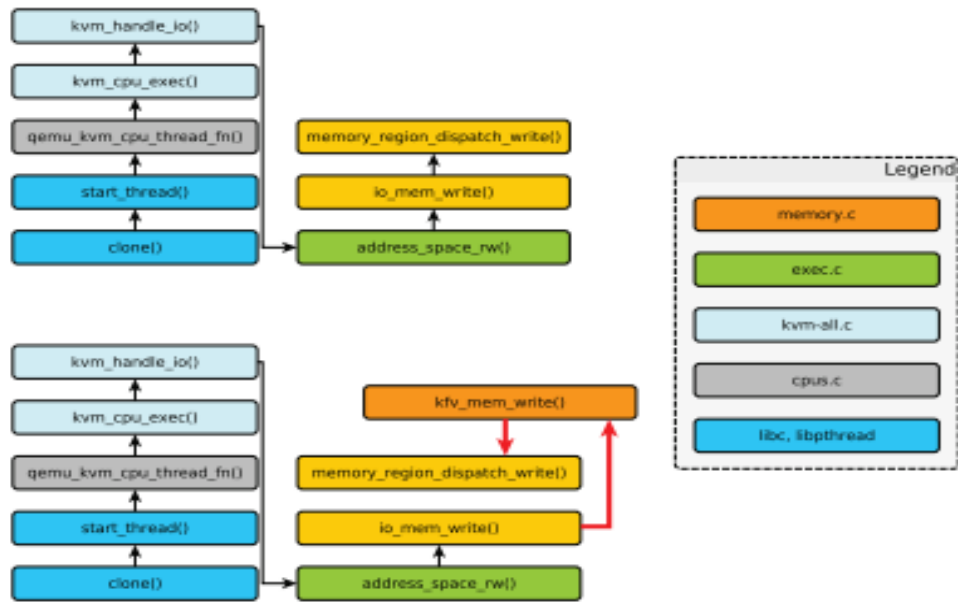 kvm_handle_io()
kvm_cpu_exec()
qemu_kvm_cpu_thread_fn()
memory_region_dispatch_write()
start_thread()
io_mem_write()
clone()
address_space_rw()
Legend
memory.c
exec.c
kvm-all.c
cpus.c
libc, libpthread
kvm_handle_io()
kfv_mem_write()
kvm_cpu_exec()
qemu_kvm_cpu_thread_fn()
memory_region_dispatch_write()
start_thread()
io_mem_write()
clone()
address_space_rw()